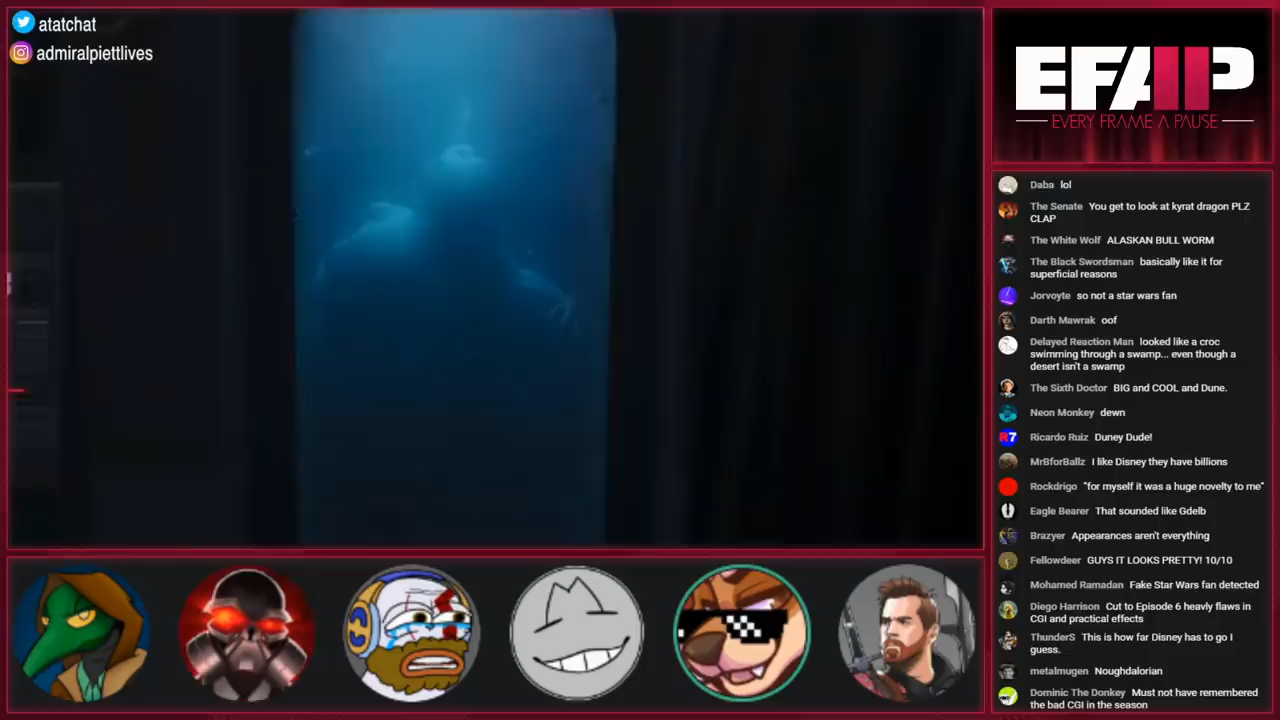 atatchat
admiralpiettlives
EFAP
EVERY FRAME A PAUSE
Daba lol
The Senate You get to look at kyrat dragon PLZ
CLAP
The White Wolf ALASKAN BULL WORM
The Black Swordsman basically like it for
superficial reasons
Jorvoyte so not a star wars fan
Darth Mawrak oof
Delayed Reaction Man looked like a croc
swimming through a swamp... even though a
desert isn't a swamp
The Sixth Doctor BIG and COOL and Dune.
Neon Monkey dewn
R7
Ricardo Ruiz Duney Dude!
MrBforBallz I like Disney they have billions
Rockdrigo "for myself it was a huge novelty to me"
Eagle Bearer That sounded like Gdelb
Brazyer Appearances aren't everything
Fellowdeer GUYS IT LOOKS PRETTY! 10/10
Mohamed Ramadan Fake Star Wars fan detected
Diego Harrison Cut to Episode 6 heavly flaws in
CGI and practical effects
ThunderS This is how far Disney has to go I
guess.
metalmugen Noughdalorian
Dominic The Donkey Must not have remembered
the bad CGI in the season